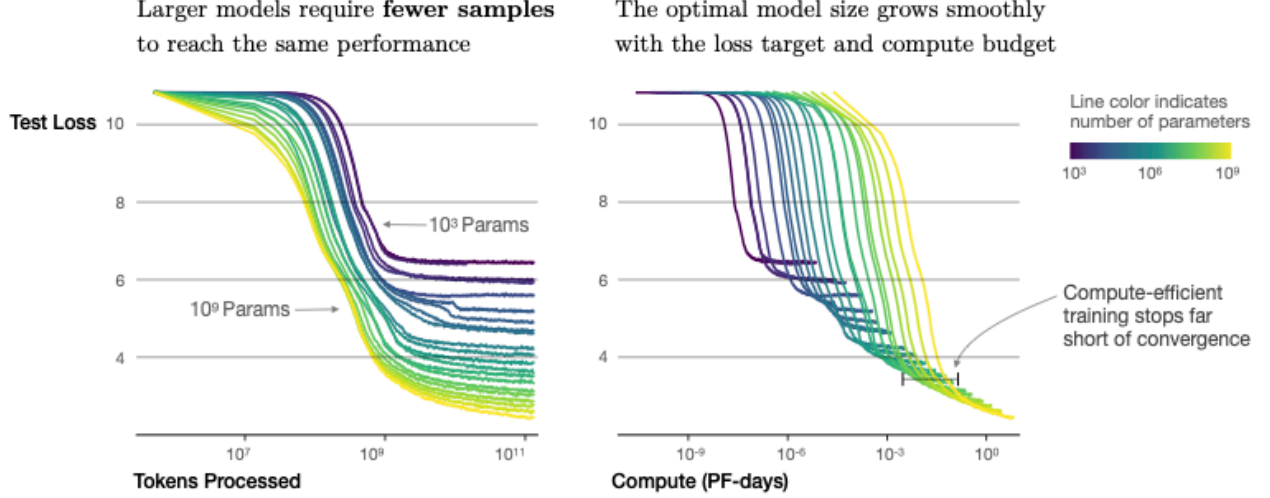 Larger models require fewer samples
to reach the same performance
The optimal model size grows smoothly
with the loss target and compute budget
Test Loss
10
8
6
4
10³ Params
10⁹ Params
10⁷
10⁹
10¹¹
Tokens Processed
10
8
6
4
10⁻⁹
10⁻⁶
10⁻³
10⁰
Compute (PF-days)
Line color indicates
number of parameters
10³
10⁶
10⁹
Compute-efficient
training stops far
short of convergence